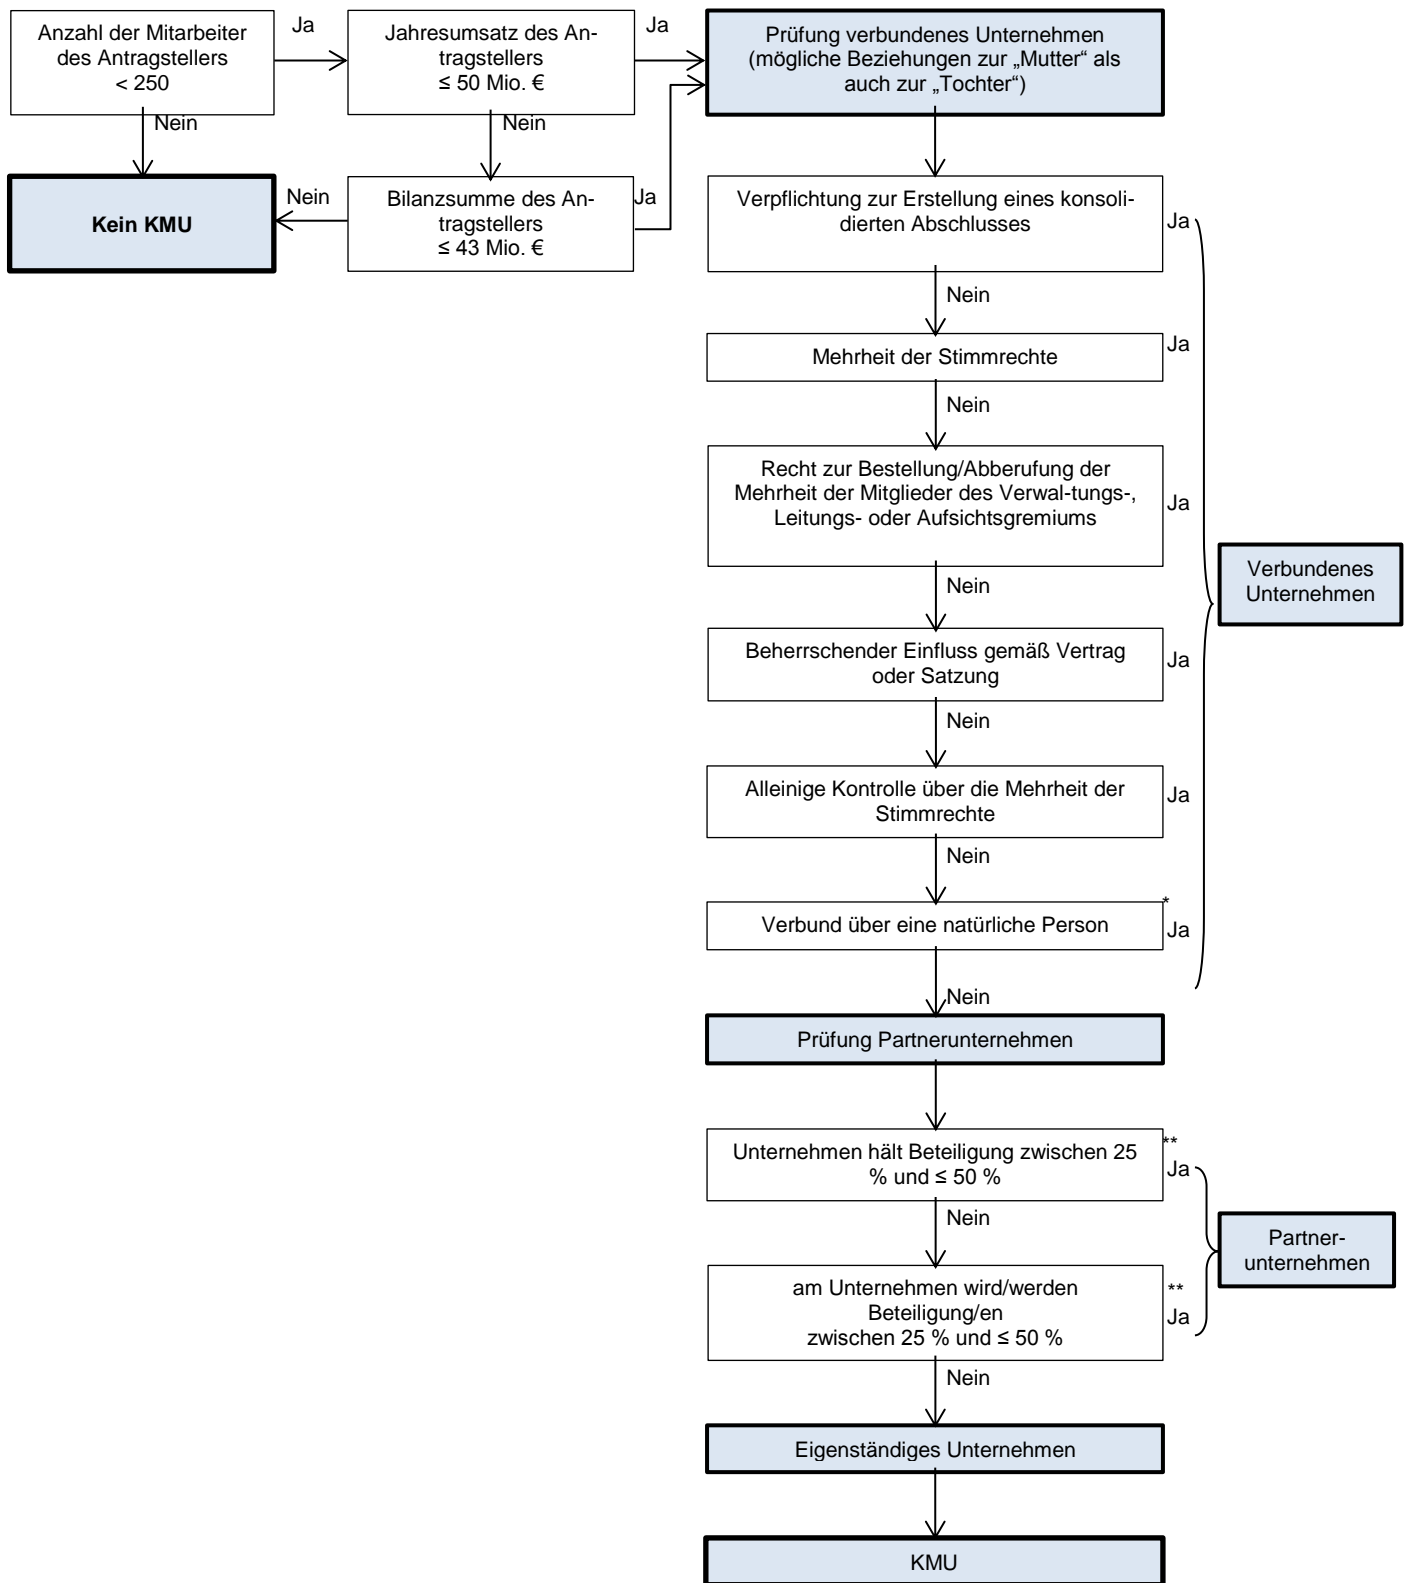 Anzahl der Mitarbeiter
des Antragstellers
< 250
Ja
Jahresumsatz des An-
tragstellers
≤ 50 Mio. €
Ja
Prüfung verbundenes Unternehmen
(mögliche Beziehungen zur „Mutter“ als
auch zur „Tochter“)
Nein
Nein
Kein KMU
Nein
Bilanzsumme des An-
tragstellers
≤ 43 Mio. €
Ja
Verpflichtung zur Erstellung eines konsoli-
dierten Abschlusses
Ja
Nein
Mehrheit der Stimmrechte
Ja
Nein
Recht zur Bestellung/Abberufung der
Mehrheit der Mitglieder des Verwal-tungs-,
Leitungs- oder Aufsichtsgremiums
Ja
Verbundenes
Unternehmen
Nein
Beherrschender Einfluss gemäß Vertrag
oder Satzung
Ja
Nein
Alleinige Kontrolle über die Mehrheit der
Stimmrechte
Ja
Nein
Verbund über eine natürliche Person
*
Ja
Nein
Prüfung Partnerunternehmen
Unternehmen hält Beteiligung zwischen 25
% und ≤ 50 %
**
Ja
Nein
Partner-
unternehmen
am Unternehmen wird/werden
Beteiligung/en
zwischen 25 % und ≤ 50 %
**
Ja
Nein
Eigenständiges Unternehmen
KMU